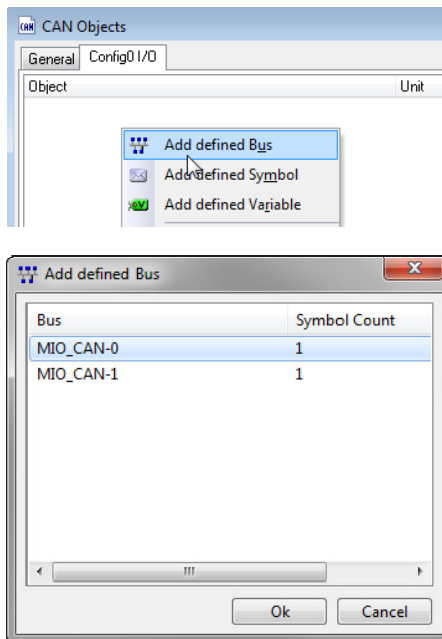 CAN CAN Objects
General Config0 I/O
Object Unit
Add defined Bus
Add defined Symbol
Add defined Variable
Add defined Bus
Bus Symbol Count
MIO_CAN-0 1
MIO_CAN-1 1
Ok Cancel